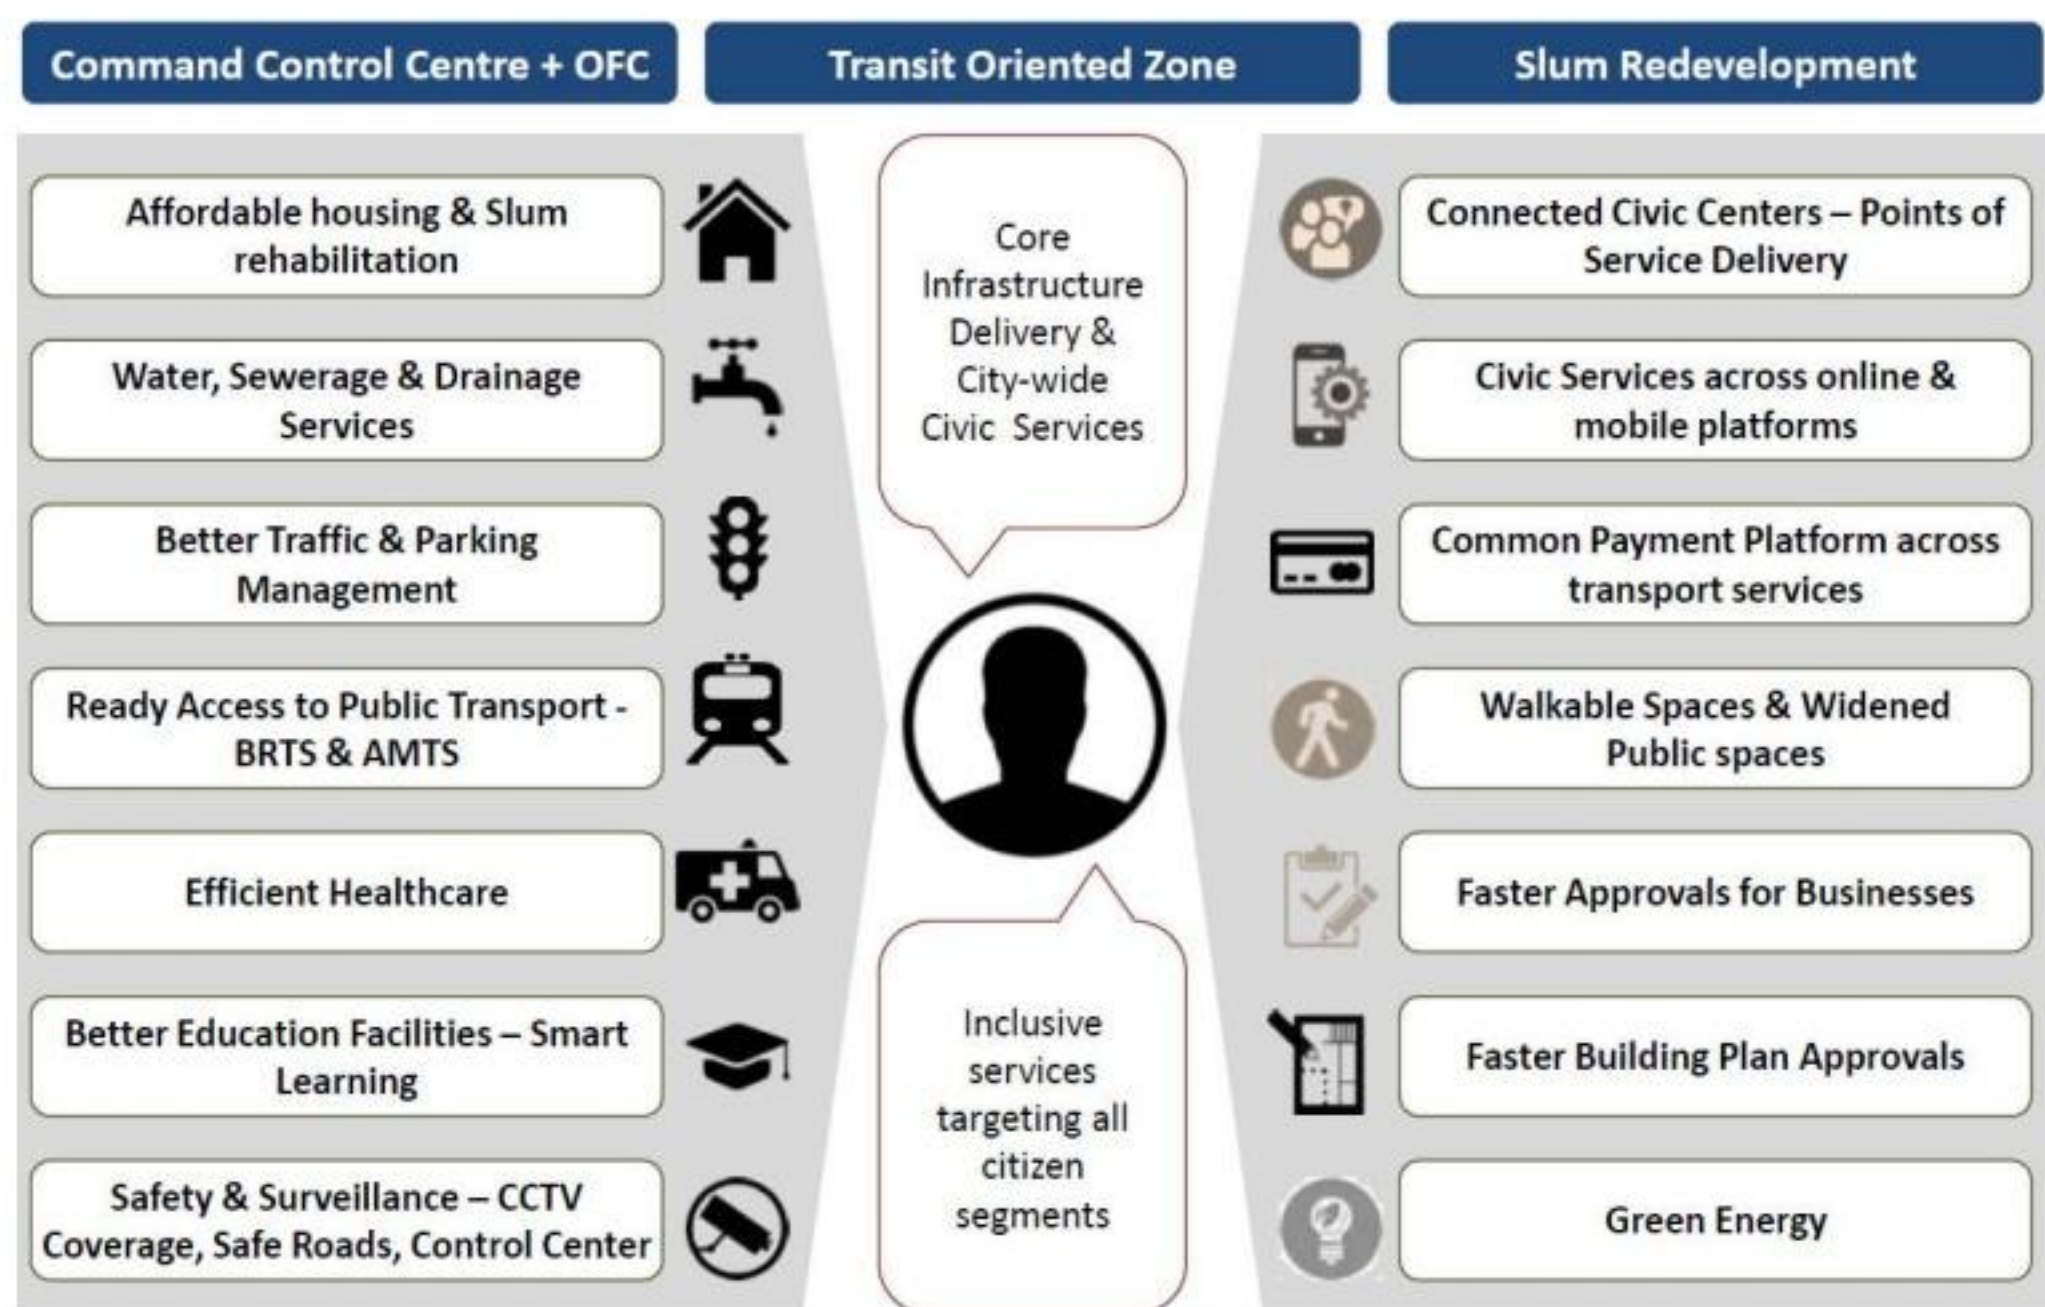 Command Control Centre + OFC
Transit Oriented Zone
Slum Redevelopment
Affordable housing & Slum
rehabilitation
Water, Sewerage & Drainage
Services
Better Traffic & Parking
Management
Ready Access to Public Transport -
BRTS & AMTS
Efficient Healthcare
Better Education Facilities – Smart
Learning
Safety & Surveillance – CCTV
Coverage, Safe Roads, Control Center
Core
Infrastructure
Delivery &
City-wide
Civic Services
Inclusive
services
targeting all
citizen
segments
Connected Civic Centers – Points of
Service Delivery
Civic Services across online &
mobile platforms
Common Payment Platform across
transport services
Walkable Spaces & Widened
Public spaces
Faster Approvals for Businesses
Faster Building Plan Approvals
Green Energy